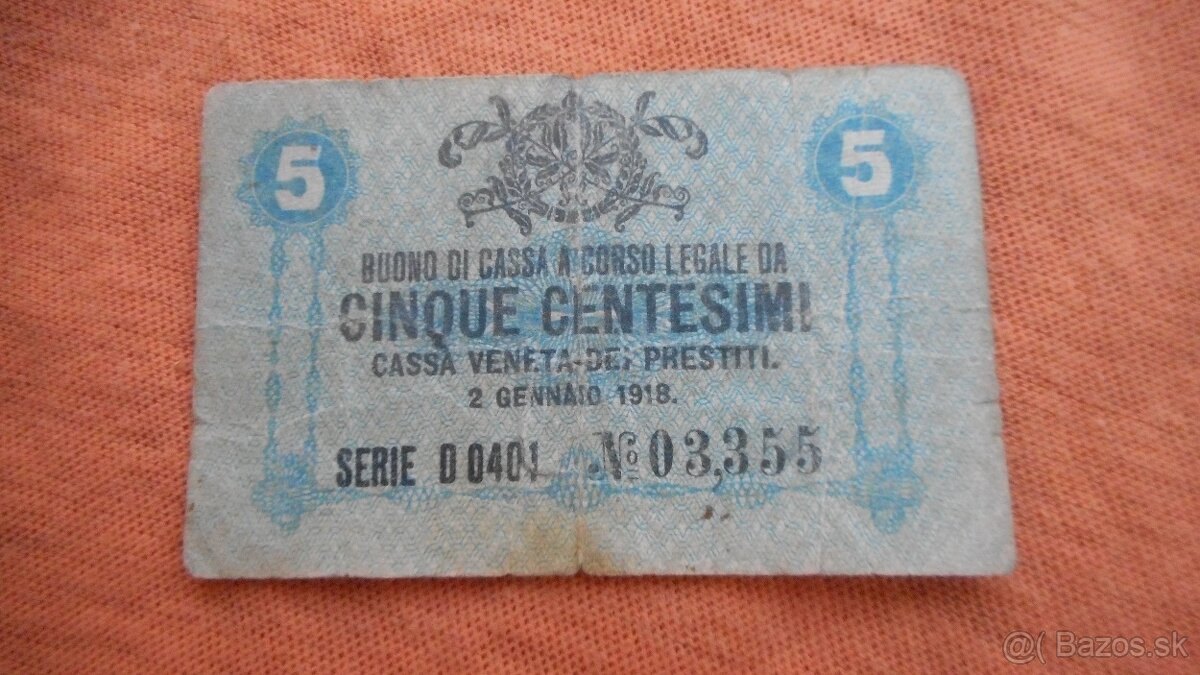 5 5
BUONO DI CASSA A CORSO LEGALE DA
CINQUE CENTESIMI
CASSA VENETA DEI PRESTITI.
2 GENNAIO 1918.
SERIE D 0401 No 03,355
@( Bazos.sk